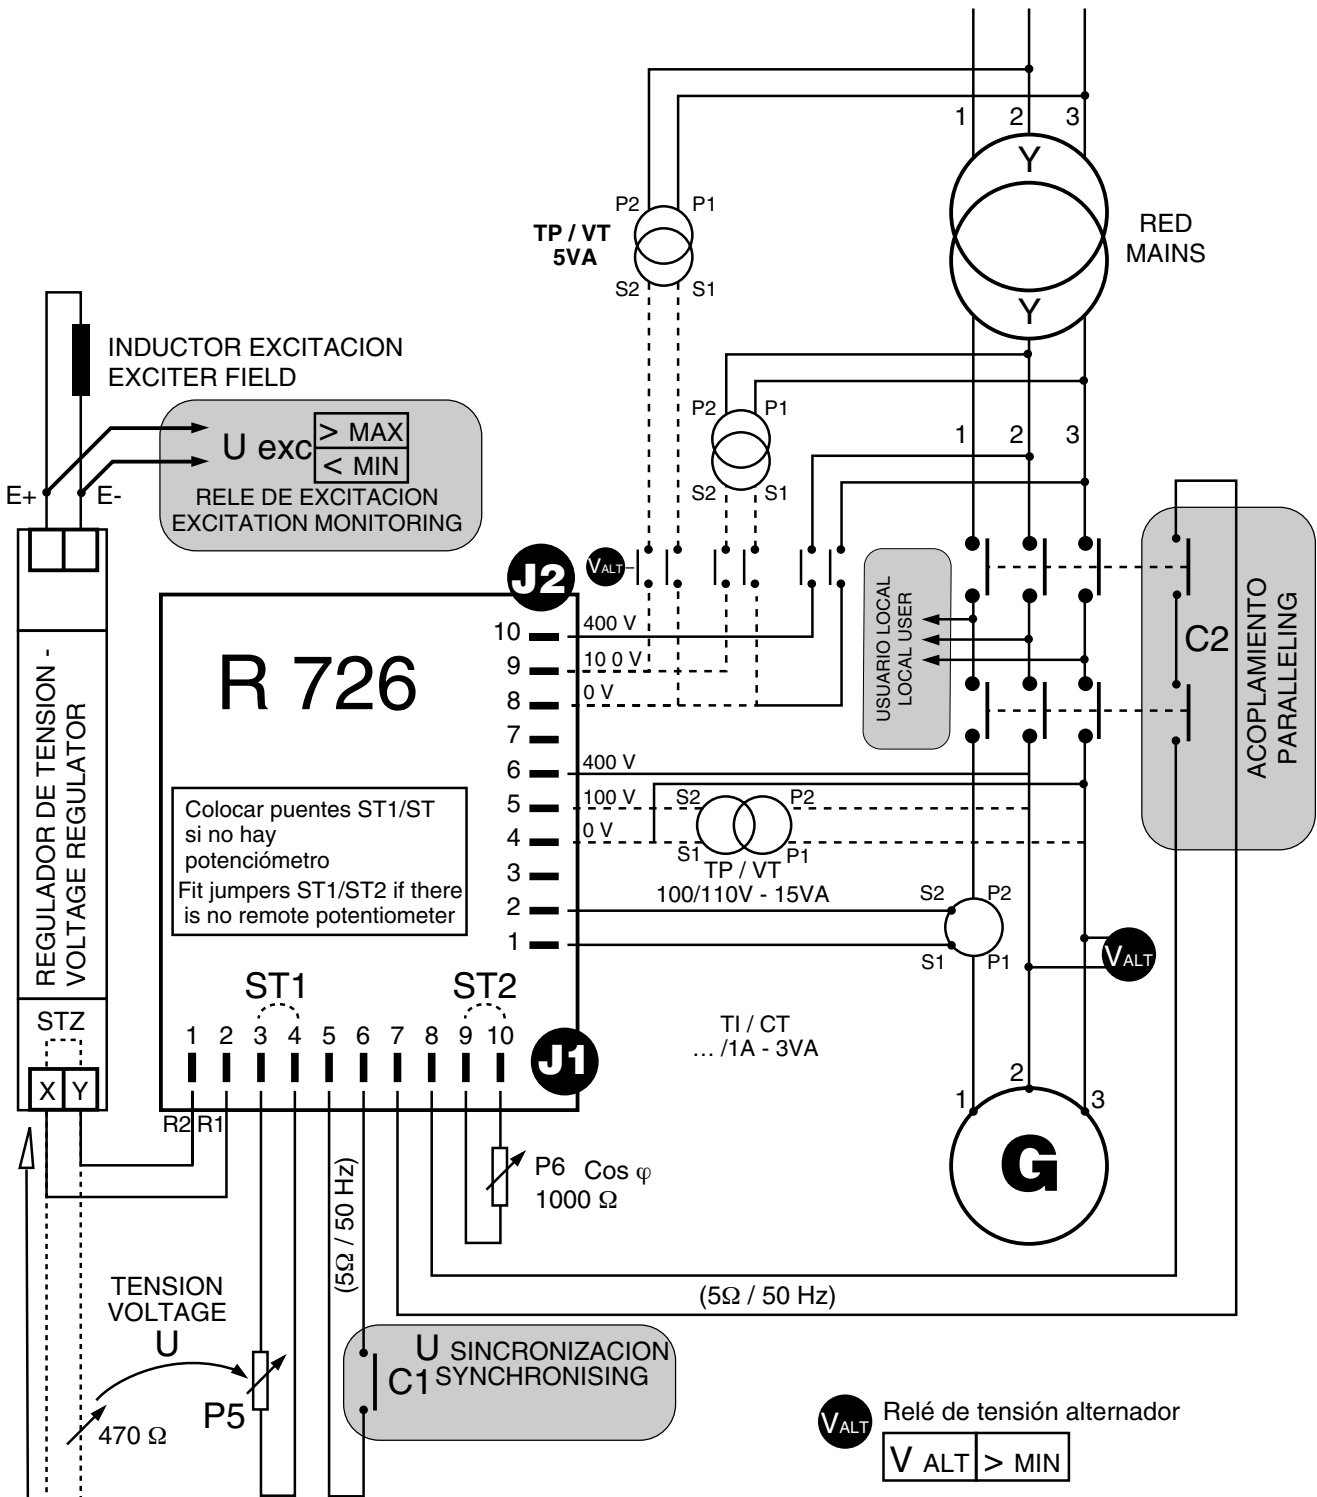 1 2 3
Y
Y
RED
MAINS
P2 P1
TP / VT
5VA
S2 S1
INDUCTOR EXCITACION
EXCITER FIELD
U exc > MAX
< MIN
RELE DE EXCITACION
EXCITATION MONITORING
E+ E-
P2 P1
S2 S1
1 2 3
VALT
J2
R 726
10 400 V
9 10 0 V
8 0 V
7
6 400 V
5 100 V
4 0 V
3
2
1
S2 P2
S1 P1
TP / VT
100/110V - 15VA
USUARIO LOCAL
LOCAL USER
C2
ACOPLAMIENTO
PARALLELING
REGULADOR DE TENSION -
VOLTAGE REGULATOR
Colocar puentes ST1/ST
si no hay
potenciómetro
Fit jumpers ST1/ST2 if there
is no remote potentiometer
S2 P2
S1 P1
VALT
ST1 ST2
STZ
X Y
1 2 3 4 5 6 7 8 9 10
J1
TI / CT
... /1A - 3VA
R2 R1
1 2 3
G
P6 Cos φ
1000 Ω
(5Ω / 50 Hz)
(5Ω / 50 Hz)
TENSION
VOLTAGE
U
P5
470 Ω
U SINCRONIZACION
C1 SYNCHRONISING
VALT Relé de tensión alternador
V ALT > MIN